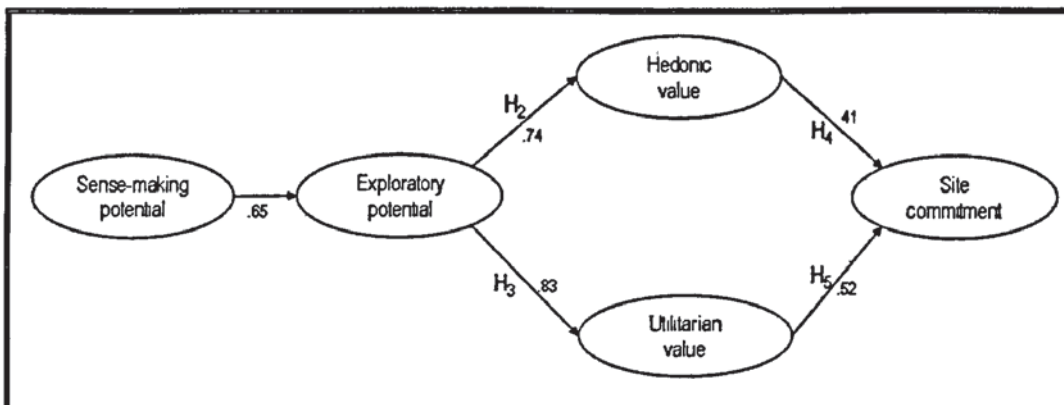 Hedonic
value
H2
.74
41
H4
Sense-making
potential
.65
Exploratory
potential
Site
commitment
H3
.83
H5
.52
Utilitarian
value